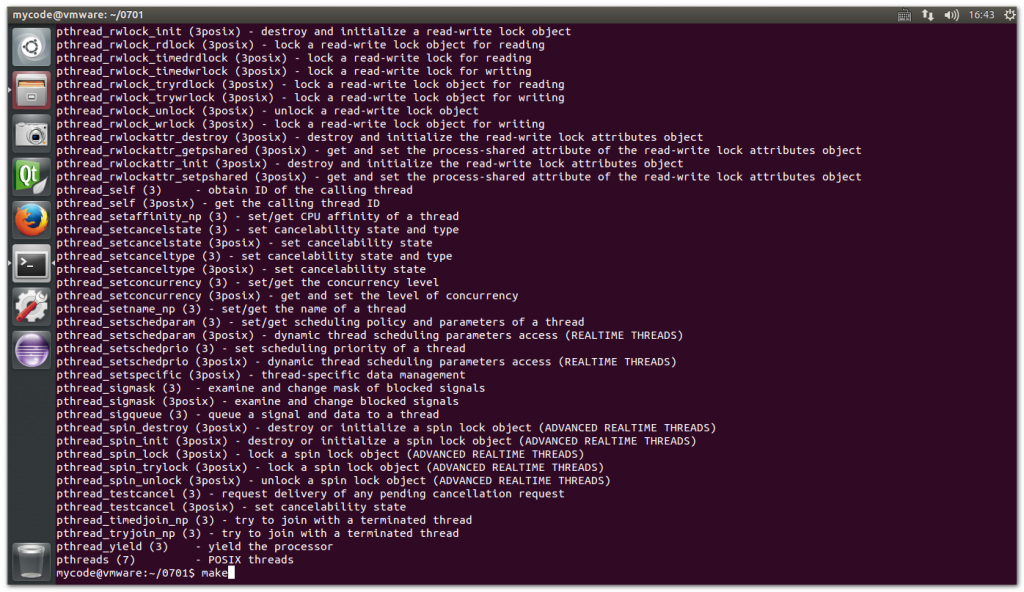 mycode@vmware: ~/0701
16:43
pthread_rwlock_init (3posix) - destroy and initialize a read-write lock object
pthread_rwlock_rdlock (3posix) - lock a read-write lock object for reading
pthread_rwlock_timedrdlock (3posix) - lock a read-write lock for reading
pthread_rwlock_timedwrlock (3posix) - lock a read-write lock for writing
pthread_rwlock_tryrdlock (3posix) - lock a read-write lock object for reading
pthread_rwlock_trywrlock (3posix) - lock a read-write lock object for writing
pthread_rwlock_unlock (3posix) - unlock a read-write lock object
pthread_rwlock_wrlock (3posix) - lock a read-write lock object for writing
pthread_rwlockattr_destroy (3posix) - destroy and initialize the read-write lock attributes object
pthread_rwlockattr_getpshared (3posix) - get and set the process-shared attribute of the read-write lock attributes object
pthread_rwlockattr_init (3posix) - destroy and initialize the read-write lock attributes object
pthread_rwlockattr_setpshared (3posix) - get and set the process-shared attribute of the read-write lock attributes object
pthread_self (3)     - obtain ID of the calling thread
pthread_self (3posix) - get the calling thread ID
pthread_setaffinity_np (3) - set/get CPU affinity of a thread
pthread_setcancelstate (3) - set cancelability state and type
pthread_setcancelstate (3posix) - set cancelability state
pthread_setcanceltype (3) - set cancelability state and type
pthread_setcanceltype (3posix) - set cancelability state
pthread_setconcurrency (3) - set/get the concurrency level
pthread_setconcurrency (3posix) - get and set the level of concurrency
pthread_setname_np (3) - set/get the name of a thread
pthread_setschedparam (3) - set/get scheduling policy and parameters of a thread
pthread_setschedparam (3posix) - dynamic thread scheduling parameters access (REALTIME THREADS)
pthread_setschedprio (3) - set scheduling priority of a thread
pthread_setschedprio (3posix) - dynamic thread scheduling parameters access (REALTIME THREADS)
pthread_setspecific (3posix) - thread-specific data management
pthread_sigmask (3)  - examine and change mask of blocked signals
pthread_sigmask (3posix) - examine and change blocked signals
pthread_sigqueue (3) - queue a signal and data to a thread
pthread_spin_destroy (3posix) - destroy or initialize a spin lock object (ADVANCED REALTIME THREADS)
pthread_spin_init (3posix) - destroy or initialize a spin lock object (ADVANCED REALTIME THREADS)
pthread_spin_lock (3posix) - lock a spin lock object (ADVANCED REALTIME THREADS)
pthread_spin_trylock (3posix) - lock a spin lock object (ADVANCED REALTIME THREADS)
pthread_spin_unlock (3posix) - unlock a spin lock object (ADVANCED REALTIME THREADS)
pthread_testcancel (3) - request delivery of any pending cancellation request
pthread_testcancel (3posix) - set cancelability state
pthread_timedjoin_np (3) - try to join with a terminated thread
pthread_tryjoin_np (3) - try to join with a terminated thread
pthread_yield (3)    - yield the processor
pthreads (7)         - POSIX threads
mycode@vmware:~/0701$ make
Qt